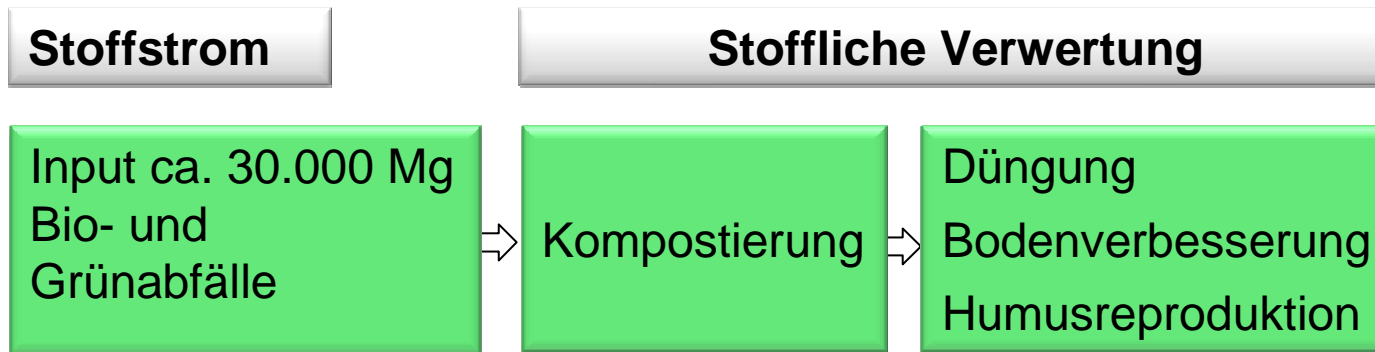 Stoffstrom
Stoffliche Verwertung
Input ca. 30.000 Mg
Bio- und
Grünabfälle
Kompostierung
Düngung
Bodenverbesserung
Humusreproduktion